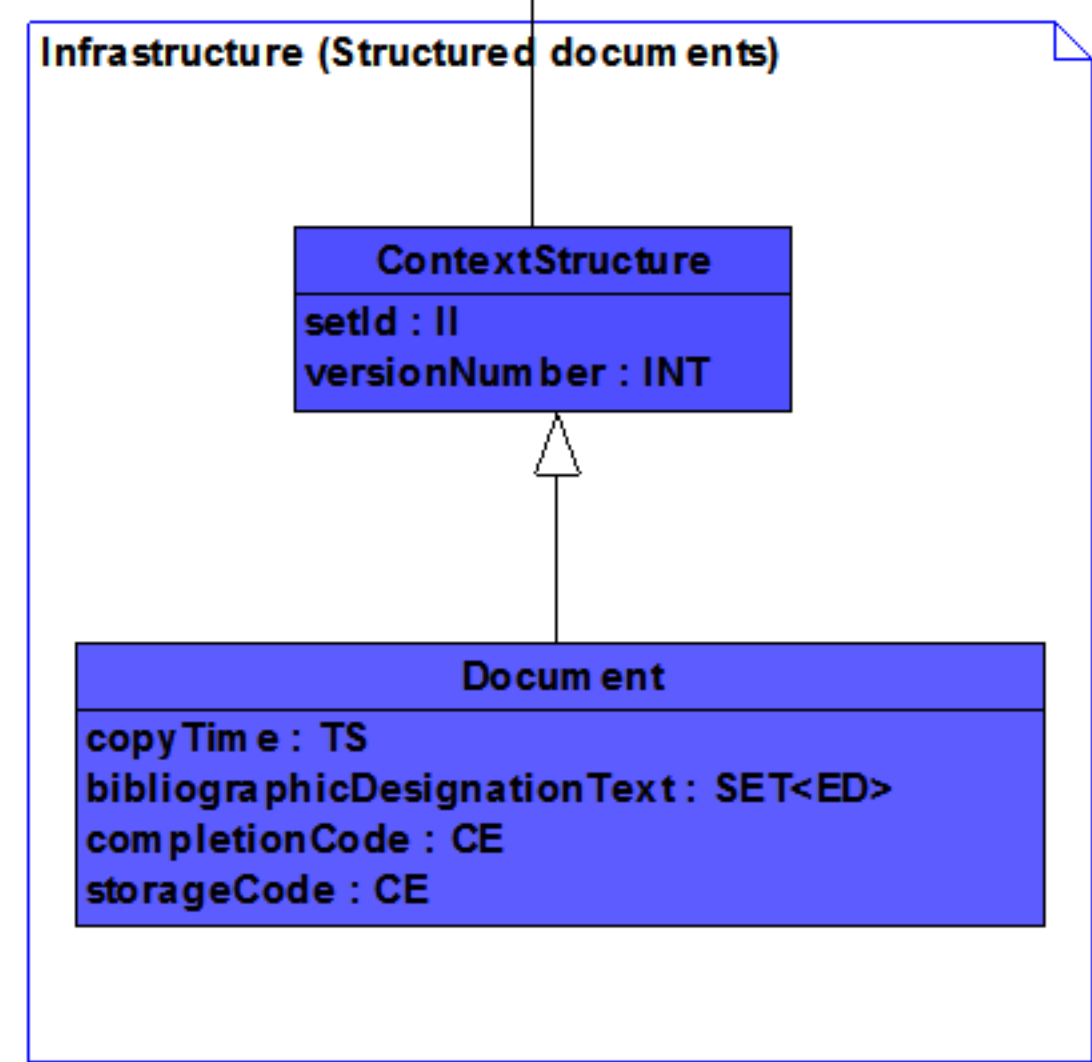 Infrastructure (Structured documents)
ContextStructure
setId : II
versionNumber : INT
Document
copyTime : TS
bibliographicDesignationText : SET<ED>
completionCode : CE
storageCode : CE